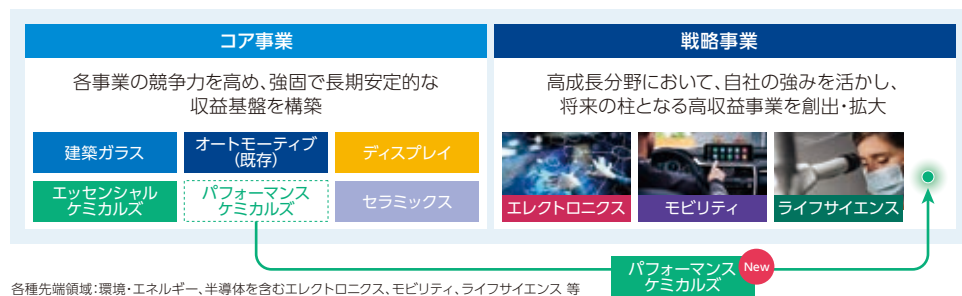 コア事業
各事業の競争力を高め、強固で長期安定的な
収益基盤を構築
建築ガラス
オートモーティブ
(既存)
ディスプレイ
エッセンシャル
ケミカルズ
パフォーマンス
ケミカルズ
セラミックス
戦略事業
高成長分野において、自社の強みを活かし、
将来の柱となる高収益事業を創出・拡大
エレクトロニクス
モビリティ
ライフサイエンス
パフォーマンス
ケミカルズ
New
各種先端領域:環境・エネルギー、半導体を含むエレクトロニクス、モビリティ、ライフサイエンス 等